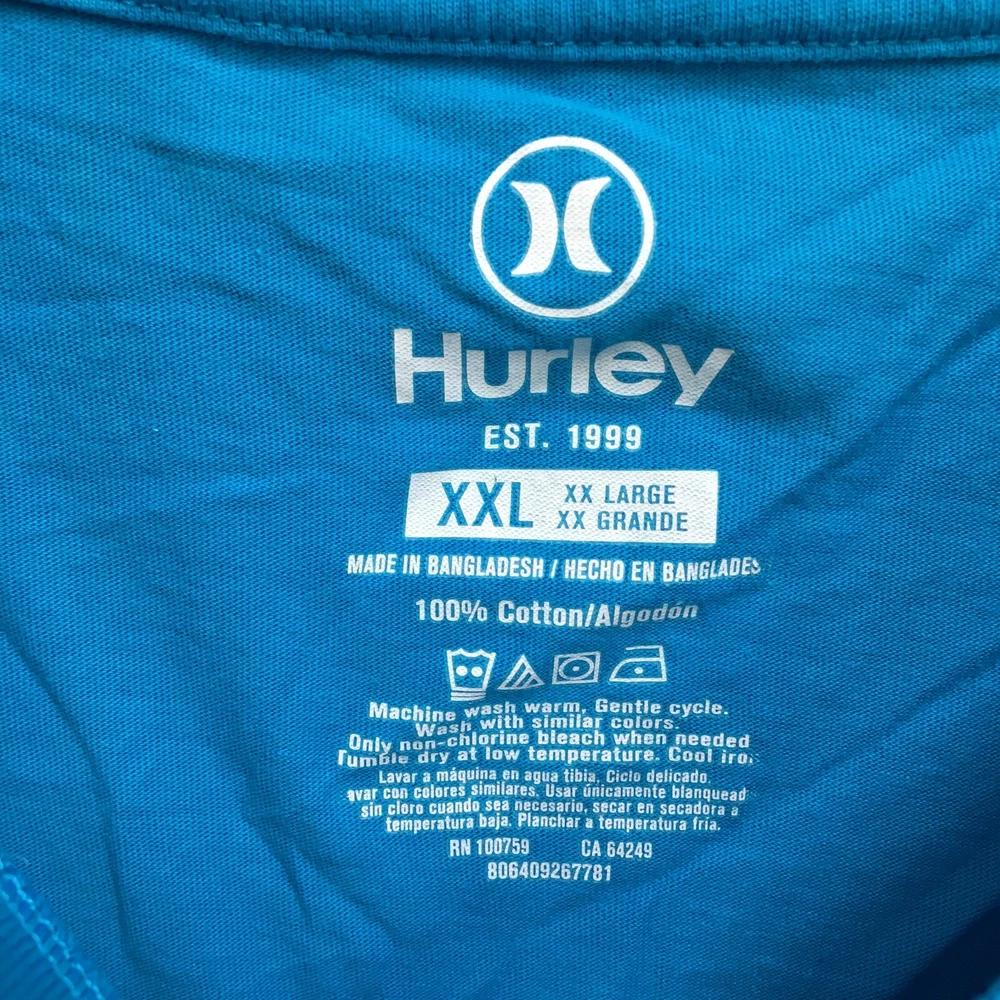 Hurley
EST. 1999
XXL
XX LARGE
XX GRANDE
MADE IN BANGLADESH / HECHO EN BANGLADES
100% Cotton/Algodón
Machine wash warm, Gentle cycle.
Wash with similar colors.
Only non-chlorine bleach when needed
Tumble dry at low temperature. Cool iro
Lavar a máquina en agua tibia, Ciclo delicado,
avar con colores similares. Usar únicamente blanquead
sin cloro cuando sea necesario, secar en secadora a
temperatura baja. Planchar a temperatura fría.
RN 100759 CA 64249
806409267781